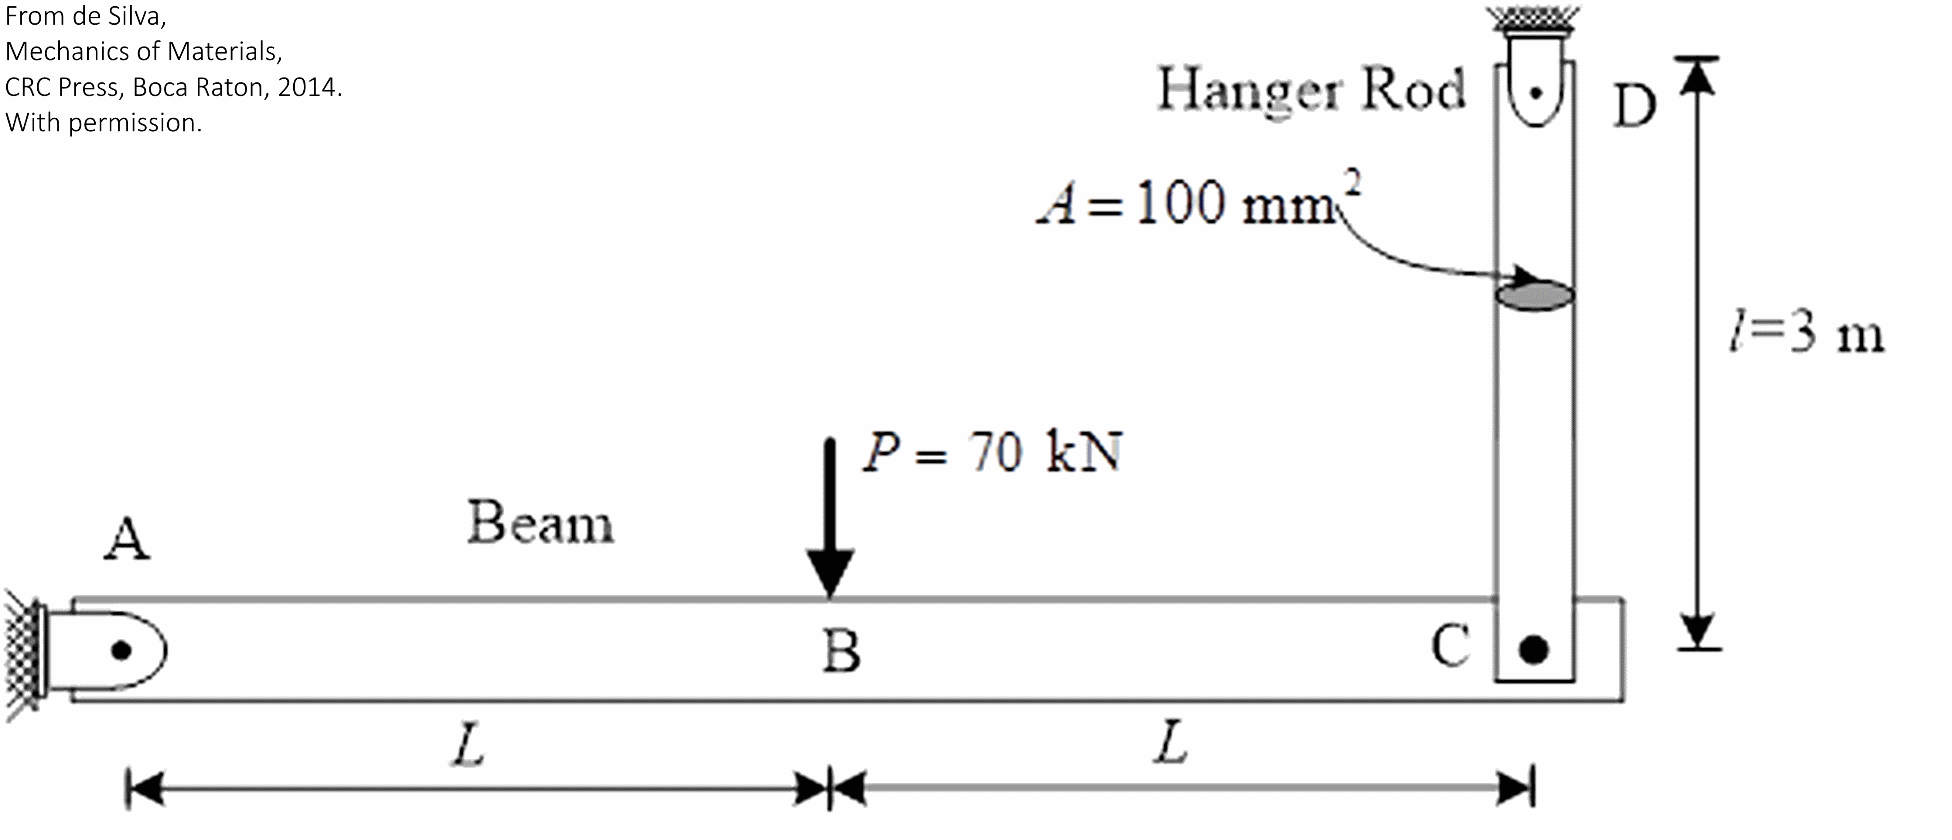 From de Silva,
Mechanics of Materials,
CRC Press, Boca Raton, 2014.
With permission.
Hanger Rod
D
A = 100 mm²
l=3 m
P = 70 kN
Beam
A
B
C
L
L